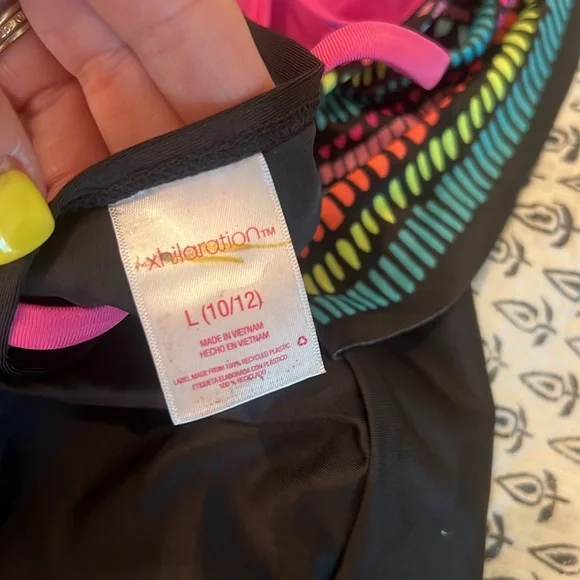 xhilaration™
L (10/12)
MADE IN VIETNAM
HECHO EN VIETNAM
LABEL MADE FROM 100% RECYCLED PLASTIC
ETIQUETA ELABORADA CON PLÁSTICO
100 % RECICLADO